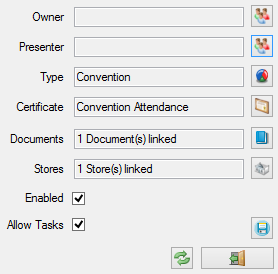 Owner
Presenter
Type Convention
Certificate Convention Attendance
Documents 1 Document(s) linked
Stores 1 Store(s) linked
Enabled
Allow Tasks